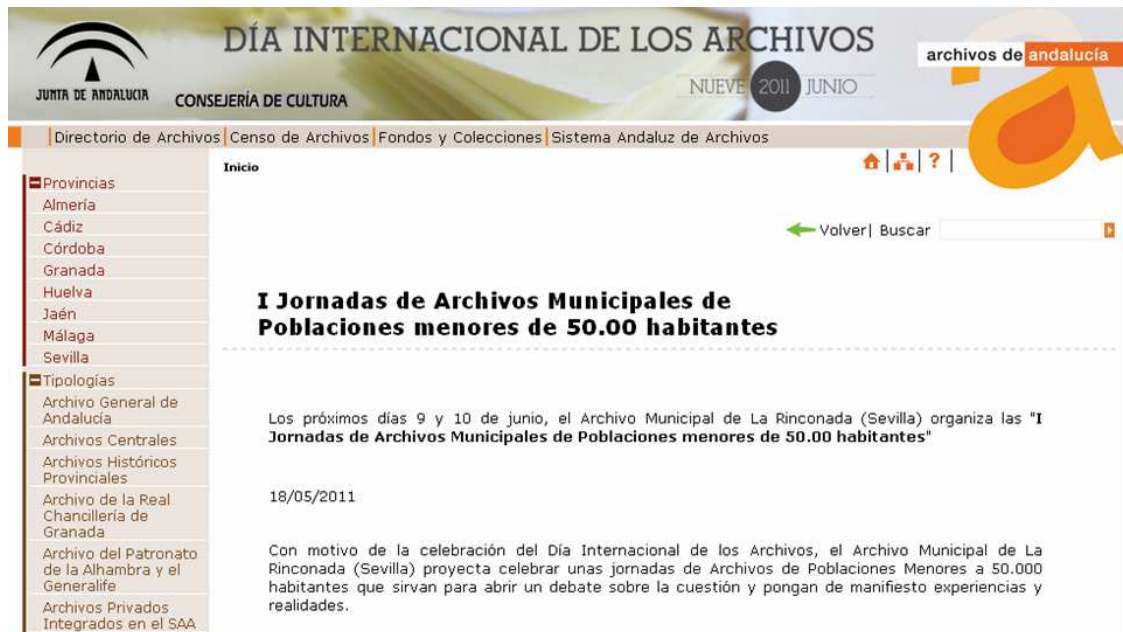 DÍA INTERNACIONAL DE LOS ARCHIVOS
archivos de andalucía
JUNTA DE ANDALUCIA
CONSEJERÍA DE CULTURA
NUEVE 2011 JUNIO
Directorio de Archivos Censo de Archivos Fondos y Colecciones Sistema Andaluz de Archivos
Inicio
?
Volver| Buscar
Provincias
Almería
Cádiz
Córdoba
Granada
Huelva
Jaén
Málaga
Sevilla
Tipologías
Archivo General de
Andalucía
Archivos Centrales
Archivos Históricos
Provinciales
Archivo de la Real
Chancillería de
Granada
Archivo del Patronato
de la Alhambra y el
Generalife
Archivos Privados
Integrados en el SAA
I Jornadas de Archivos Municipales de
Poblaciones menores de 50.00 habitantes
Los próximos días 9 y 10 de junio, el Archivo Municipal de La Rinconada (Sevilla) organiza las "I
Jornadas de Archivos Municipales de Poblaciones menores de 50.00 habitantes"
18/05/2011
Con motivo de la celebración del Día Internacional de los Archivos, el Archivo Municipal de La
Rinconada (Sevilla) proyecta celebrar unas jornadas de Archivos de Poblaciones Menores a 50.000
habitantes que sirvan para abrir un debate sobre la cuestión y pongan de manifiesto experiencias y
realidades.